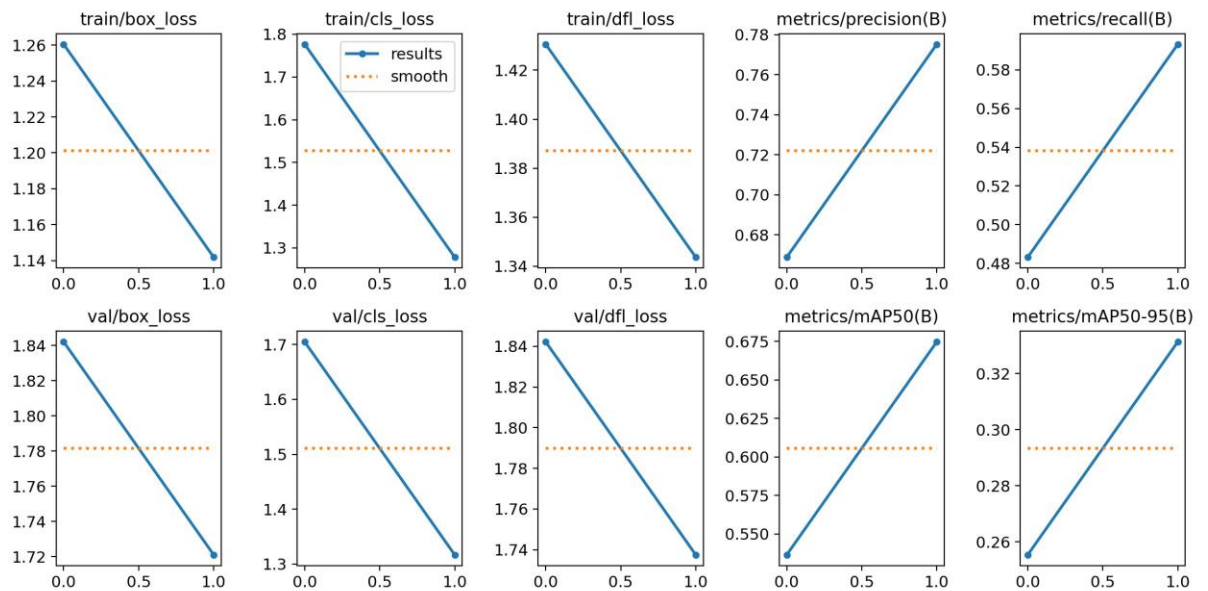 train/box_loss train/cls_loss train/dfl_loss metrics/precision(B) metrics/recall(B)
1.26 1.8 1.42 0.78 0.58
1.24 1.7 1.40 0.76 0.56
1.22 1.6 1.38 0.74 0.54
1.20 1.5 1.36 0.72 0.52
1.18 1.4 1.34 0.70 0.50
1.16 1.3 0.68 0.48
1.14
results
smooth
0.0 0.5 1.0 0.0 0.5 1.0 0.0 0.5 1.0 0.0 0.5 1.0 0.0 0.5 1.0
val/box_loss val/cls_loss val/dfl_loss metrics/mAP50(B) metrics/mAP50-95(B)
1.84 1.7 1.84 0.675 0.32
1.82 1.6 1.82 0.650 0.30
1.80 1.5 1.80 0.625 0.28
1.78 1.4 1.78 0.600 0.26
1.76 1.3 1.76 0.575
1.74 1.74 0.550
1.72
0.0 0.5 1.0 0.0 0.5 1.0 0.0 0.5 1.0 0.0 0.5 1.0 0.0 0.5 1.0